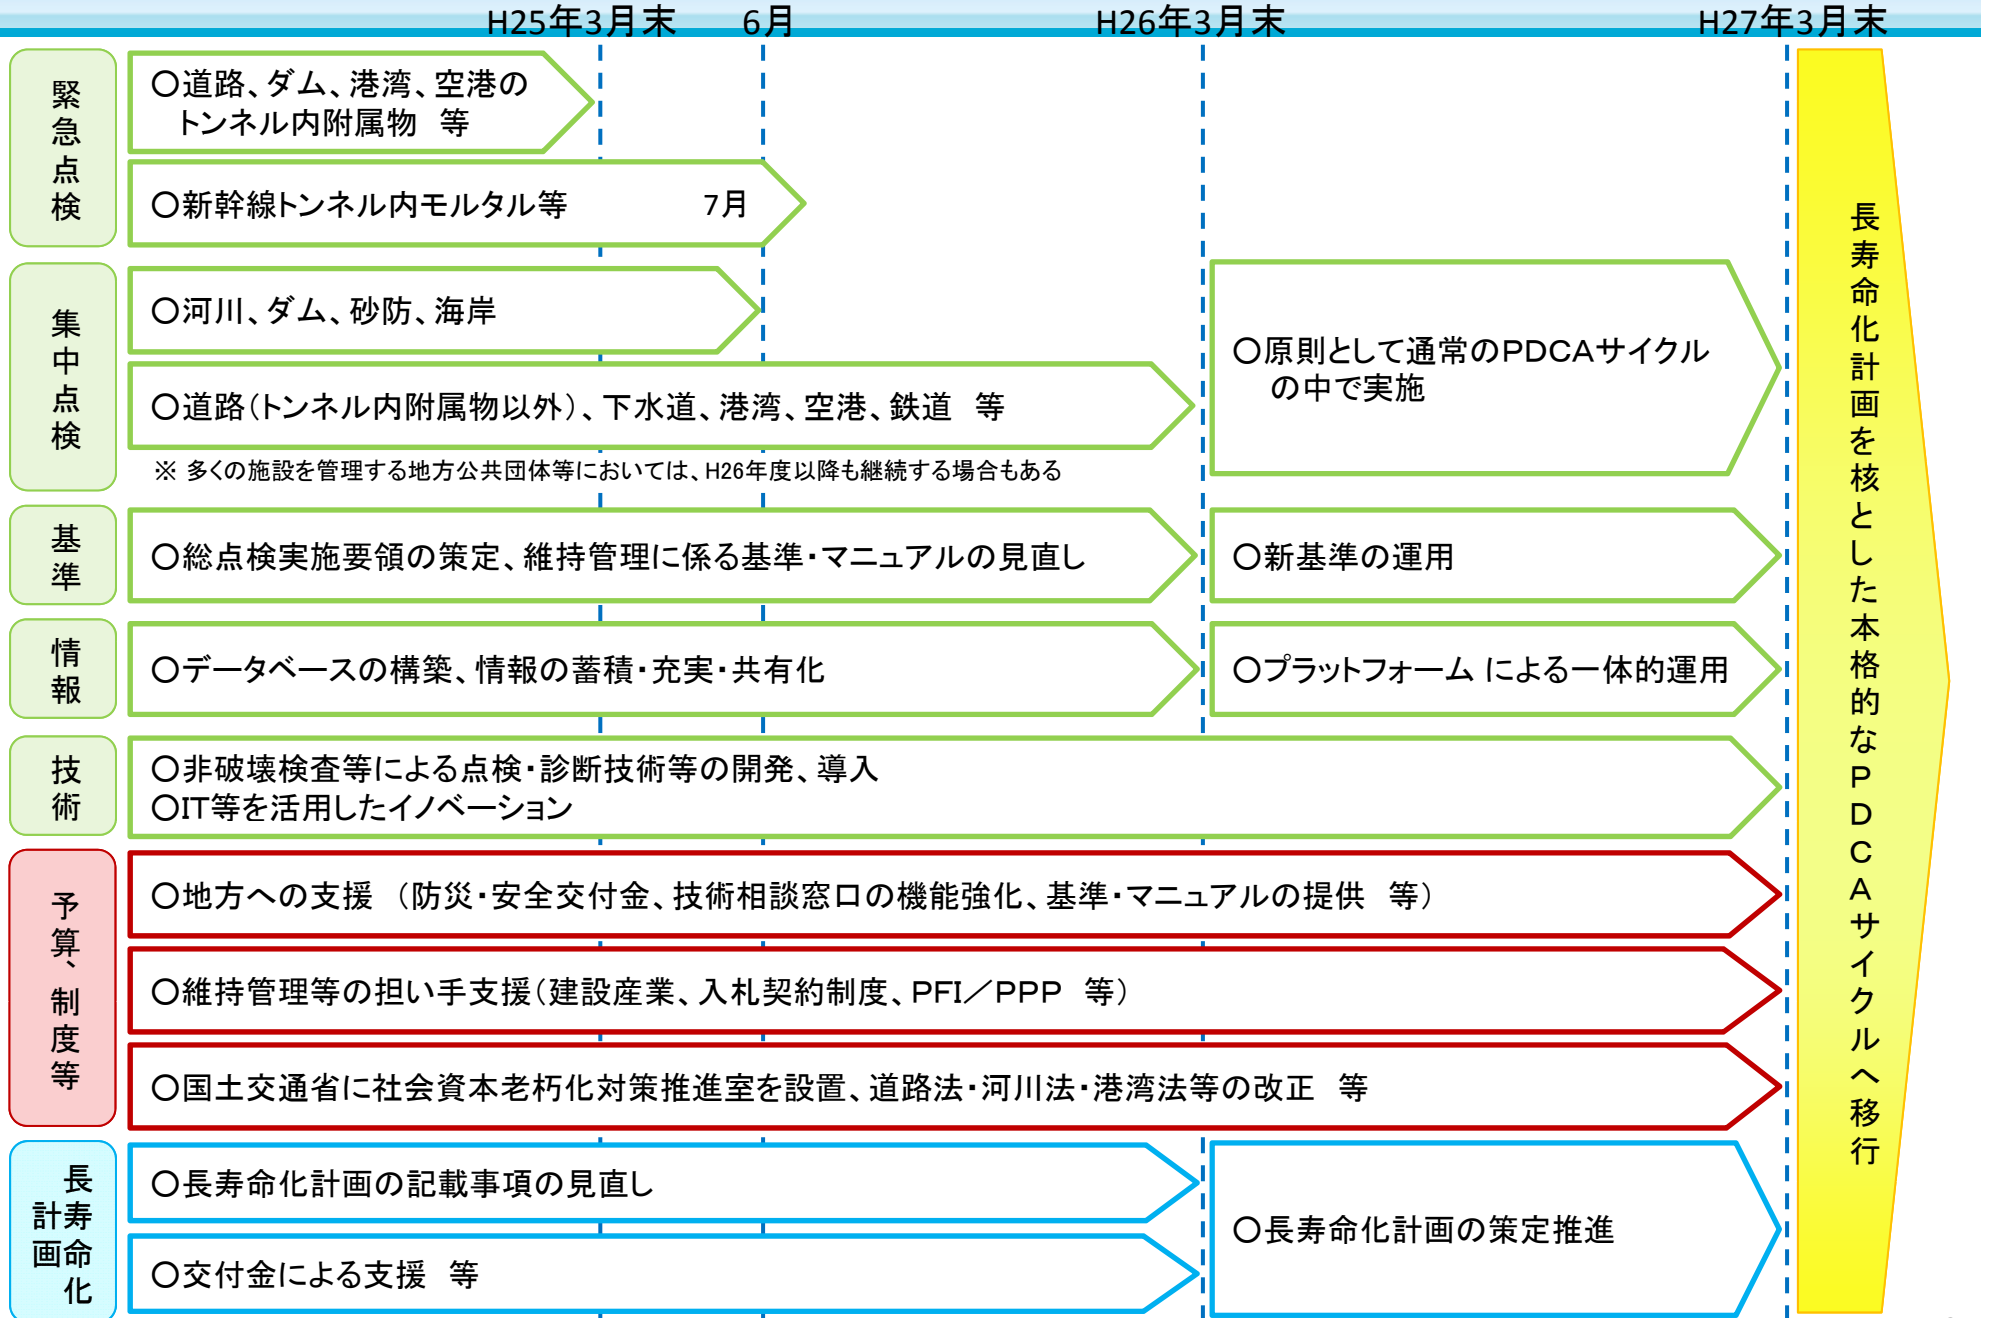 H25年3月末
6月
H26年3月末
H27年3月末
緊急点検
〇道路、ダム、港湾、空港の
トンネル内附属物　等
〇新幹線トンネル内モルタル等
7月
集中点検
〇河川、ダム、砂防、海岸
〇道路（トンネル内附属物以外）、下水道、港湾、空港、鉄道　等
※ 多くの施設を管理する地方公共団体等においては、H26年度以降も継続する場合もある
〇原則として通常のPDCAサイクル
の中で実施
基準
〇総点検実施要領の策定、維持管理に係る基準・マニュアルの見直し
〇新基準の運用
情報
〇データベースの構築、情報の蓄積・充実・共有化
〇プラットフォーム による一体的運用
技術
〇非破壊検査等による点検・診断技術等の開発、導入
〇IT等を活用したイノベーション
予算、制度等
〇地方への支援　（防災・安全交付金、技術相談窓口の機能強化、基準・マニュアルの提供　等）
〇維持管理等の担い手支援（建設産業、入札契約制度、PFI／PPP　等）
〇国土交通省に社会資本老朽化対策推進室を設置、道路法・河川法・港湾法等の改正　等
長寿命化
計画
〇長寿命化計画の記載事項の見直し
〇交付金による支援　等
〇長寿命化計画の策定推進
長寿命化計画を核とした本格的なPDCAサイクルへ移行